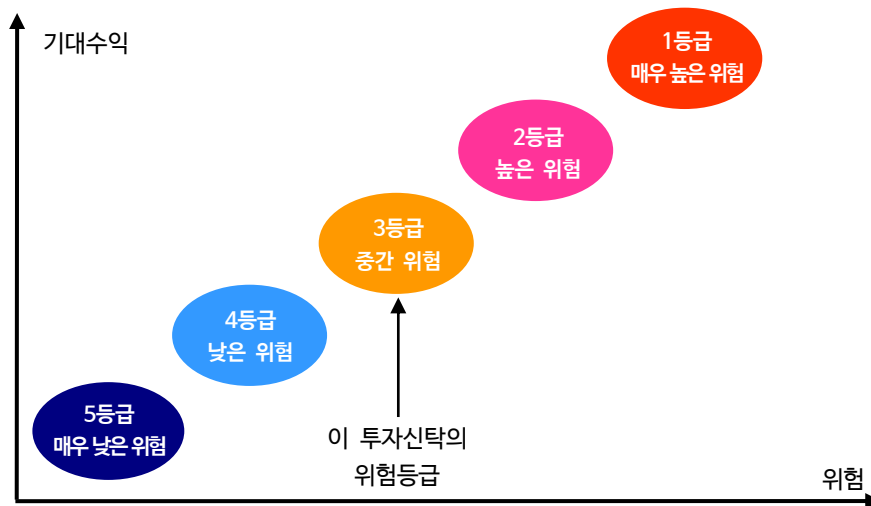 기대수익
1등급
매우 높은 위험
2등급
높은 위험
3등급
중간 위험
4등급
낮은 위험
5등급
매우 낮은 위험
이 투자신탁의
위험등급
위험